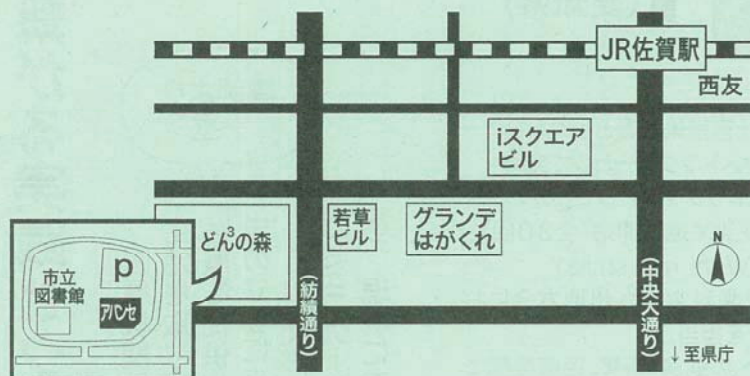 JR佐賀駅
西友
iスクエア
ビル
どん³の森
若草
ビル
グランデ
はがくれ
(紡績通り)
(中央大通り)
N
↓至県庁
市立
図書館
P
アバンセ